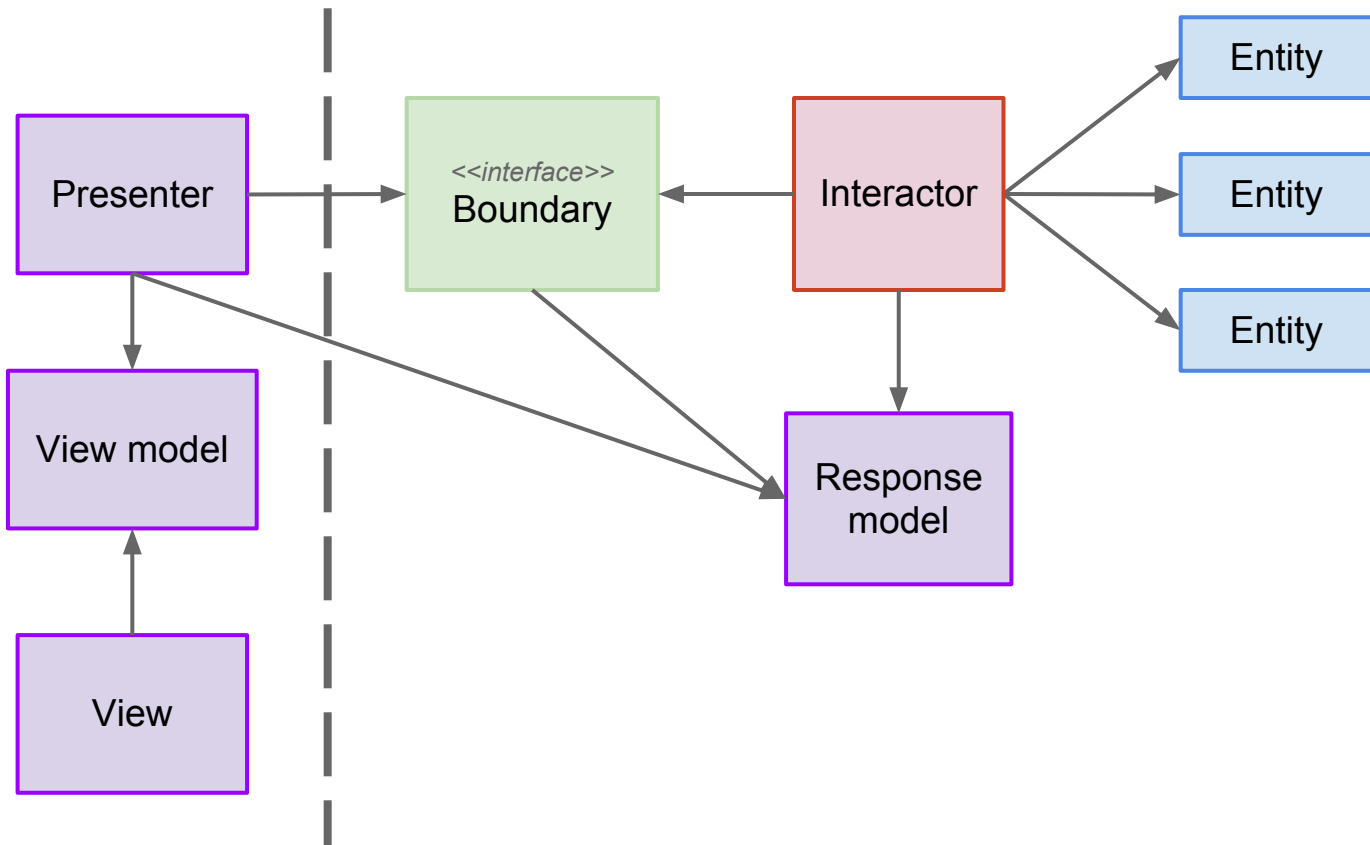 Entity
Presenter
<<interface>>
Boundary
Interactor
Entity
Entity
View model
Response
model
View